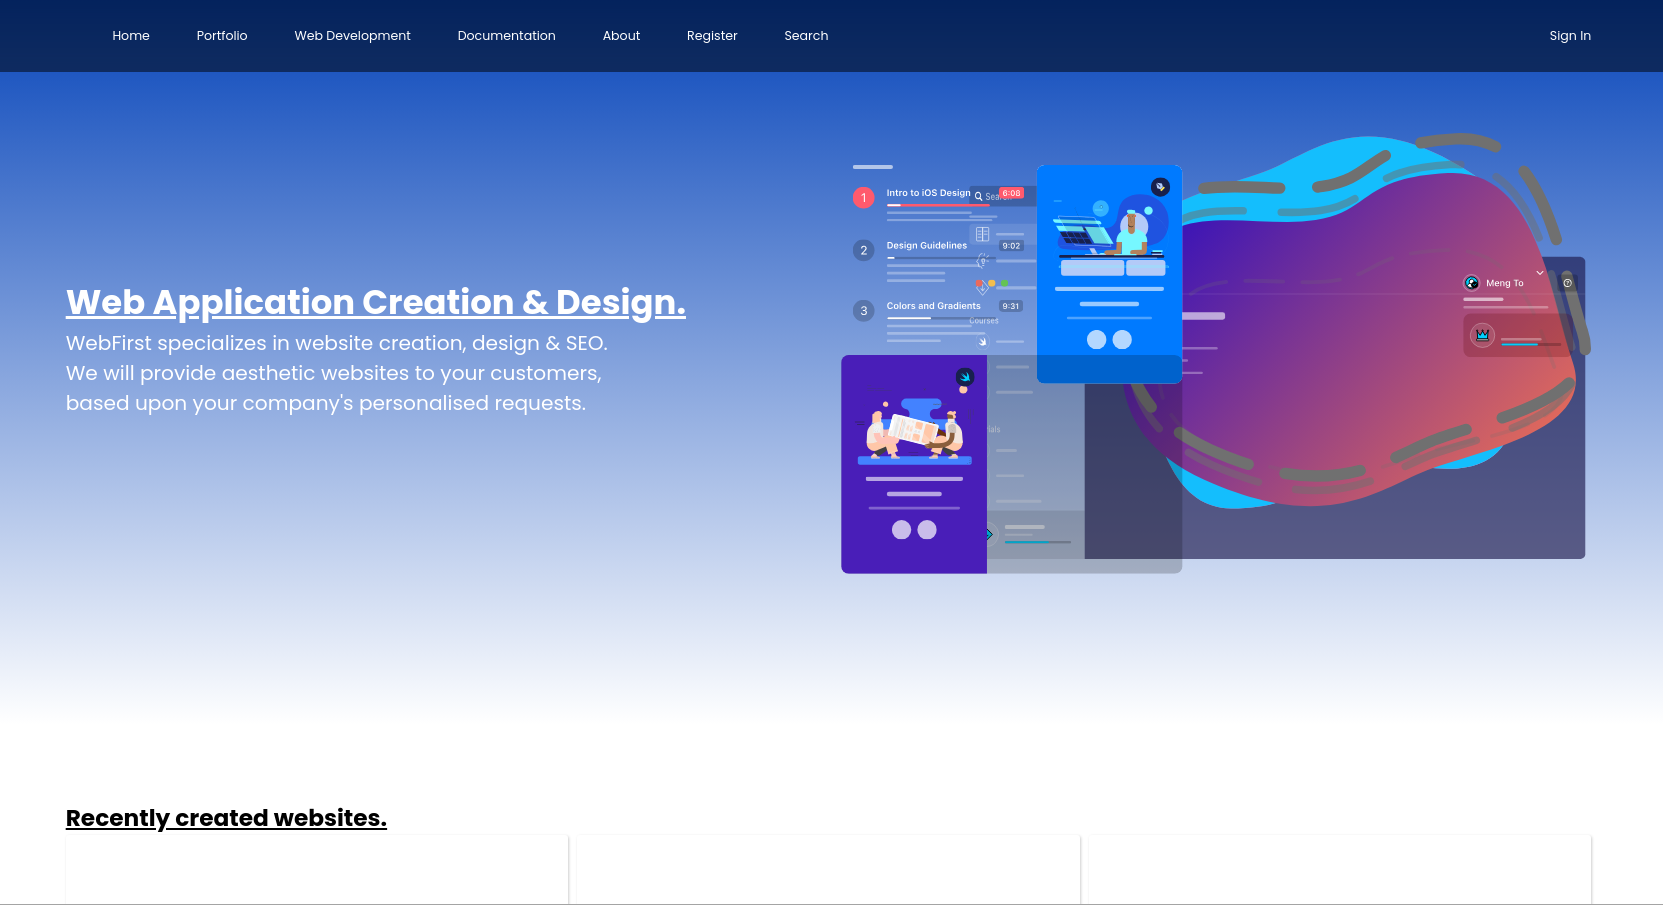 Home
Portfolio
Web Development
Documentation
About
Register
Search
Sign In
Web Application Creation & Design.
WebFirst specializes in website creation, design & SEO.
We will provide aesthetic websites to your customers,
based upon your company's personalised requests.
1
Intro to iOS Design
6:08
2
Design Guidelines
9:02
3
Colors and Gradients
9:31
Courses
Meng To
Recently created websites.